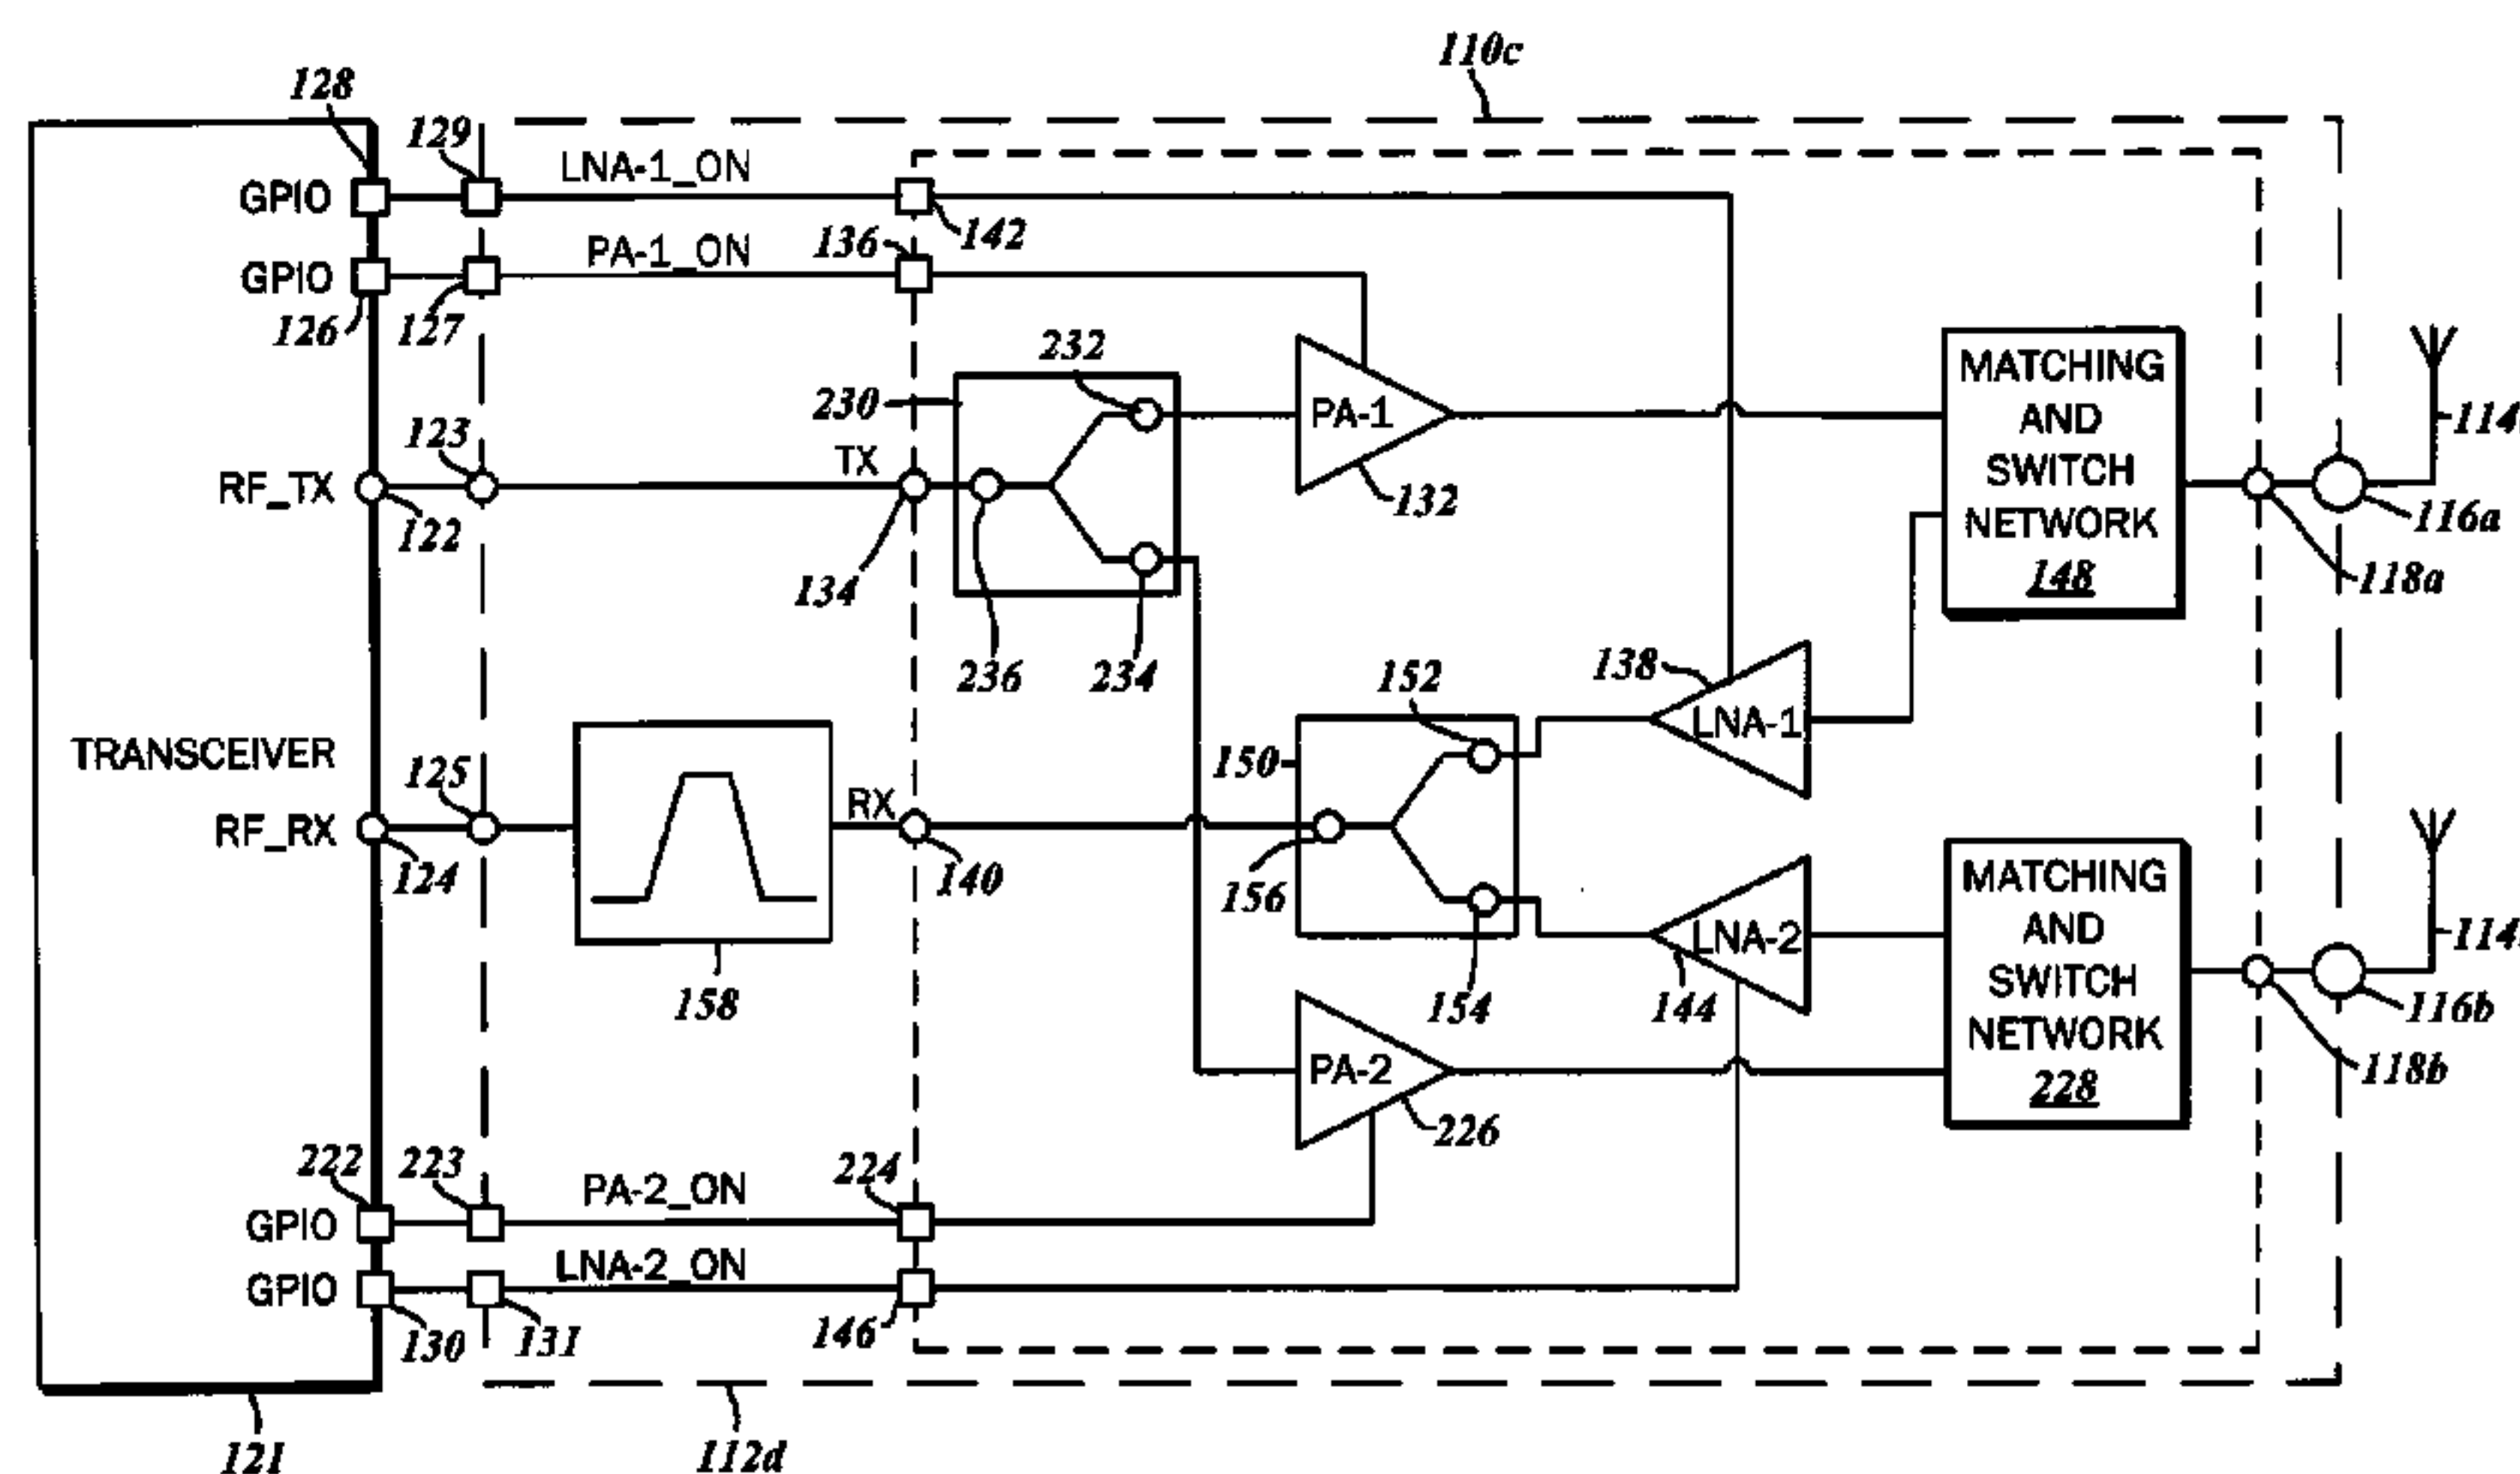 110c
128
129
LNA-1_ON
GPIO
142
136
PA-1_ON
GPIO
126
127
232
230
PA-1
MATCHING
AND
SWITCH
NETWORK
148
114
123
TX
RF_TX
122
132
116a
134
118a
236
234
138
152
LNA-1
150
TRANSCEIVER
125
RX
RF_RX
124
140
156
MATCHING
AND
SWITCH
NETWORK
228
LNA-2
114
158
154
144
116b
PA-2
118b
226
222
223
PA-2_ON
224
GPIO
LNA-2_ON
GPIO
130
131
146
121
112d